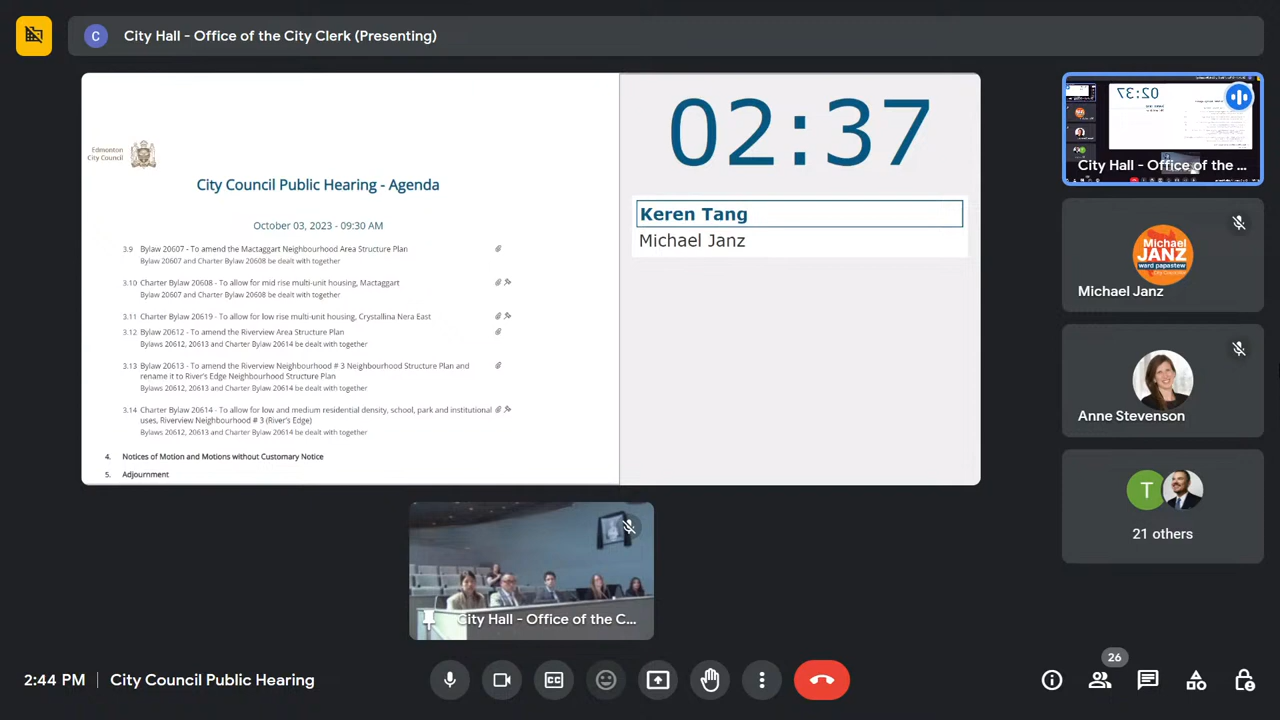 C
City Hall - Office of the City Clerk (Presenting)
Edmonton
City Council
City Council Public Hearing - Agenda
October 03, 2023 - 09:30 AM
3.9 Bylaw 20607 - To amend the Mactaggart Neighbourhood Area Structure Plan
Bylaw 20607 and Charter Bylaw 20608 be dealt with together
3.10 Charter Bylaw 20608 - To allow for mid rise multi-unit housing, Mactaggart
Bylaw 20607 and Charter Bylaw 20608 be dealt with together
3.11 Charter Bylaw 20619 - To allow for low rise multi-unit housing, Crystallina Nera East
3.12 Bylaw 20612 - To amend the Riverview Area Structure Plan
Bylaws 20612, 20613 and Charter Bylaw 20614 be dealt with together
3.13 Bylaw 20613 - To amend the Riverview Neighbourhood # 3 Neighbourhood Structure Plan and
rename it to River's Edge Neighbourhood Structure Plan
Bylaws 20612, 20613 and Charter Bylaw 20614 be dealt with together
3.14 Charter Bylaw 20614 - To allow for low and medium residential density, school, park and institutional
uses, Riverview Neighbourhood # 3 (River's Edge)
Bylaws 20612, 20613 and Charter Bylaw 20614 be dealt with together
4. Notices of Motion and Motions without Customary Notice
5. Adjournment
02:37
Keren Tang
Michael Janz
02:37
City Hall - Office of the ...
Michael
JANZ
ward papastew
City Councillor
Michael Janz
Anne Stevenson
T
21 others
City Hall - Office of the C...
2:44 PM | City Council Public Hearing
CC
26